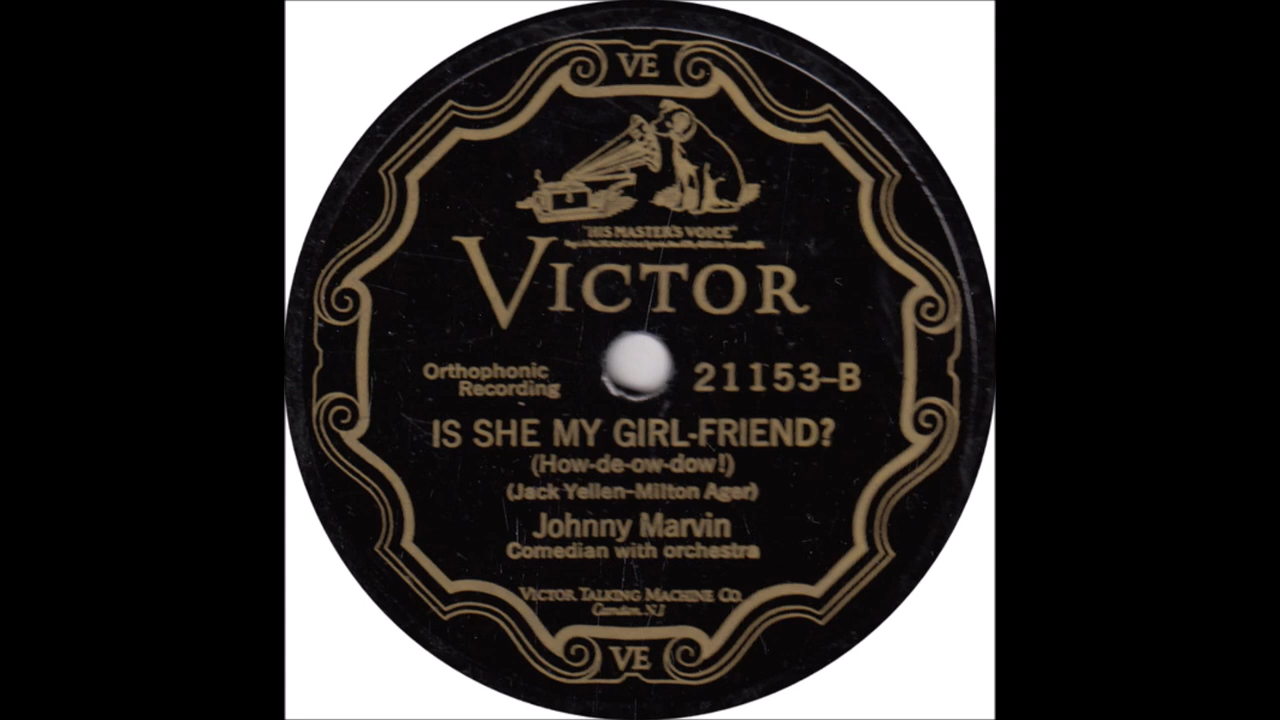 VE
"HIS MASTER'S VOICE"
VICTOR
Orthophonic
Recording
21153-B
IS SHE MY GIRL-FRIEND?
(How-de-ow-dow!)
(Jack Yellen-Milton Ager)
Johnny Marvin
Comedian with orchestra
VICTOR TALKING MACHINE CO.
Camden, N.J.
VE